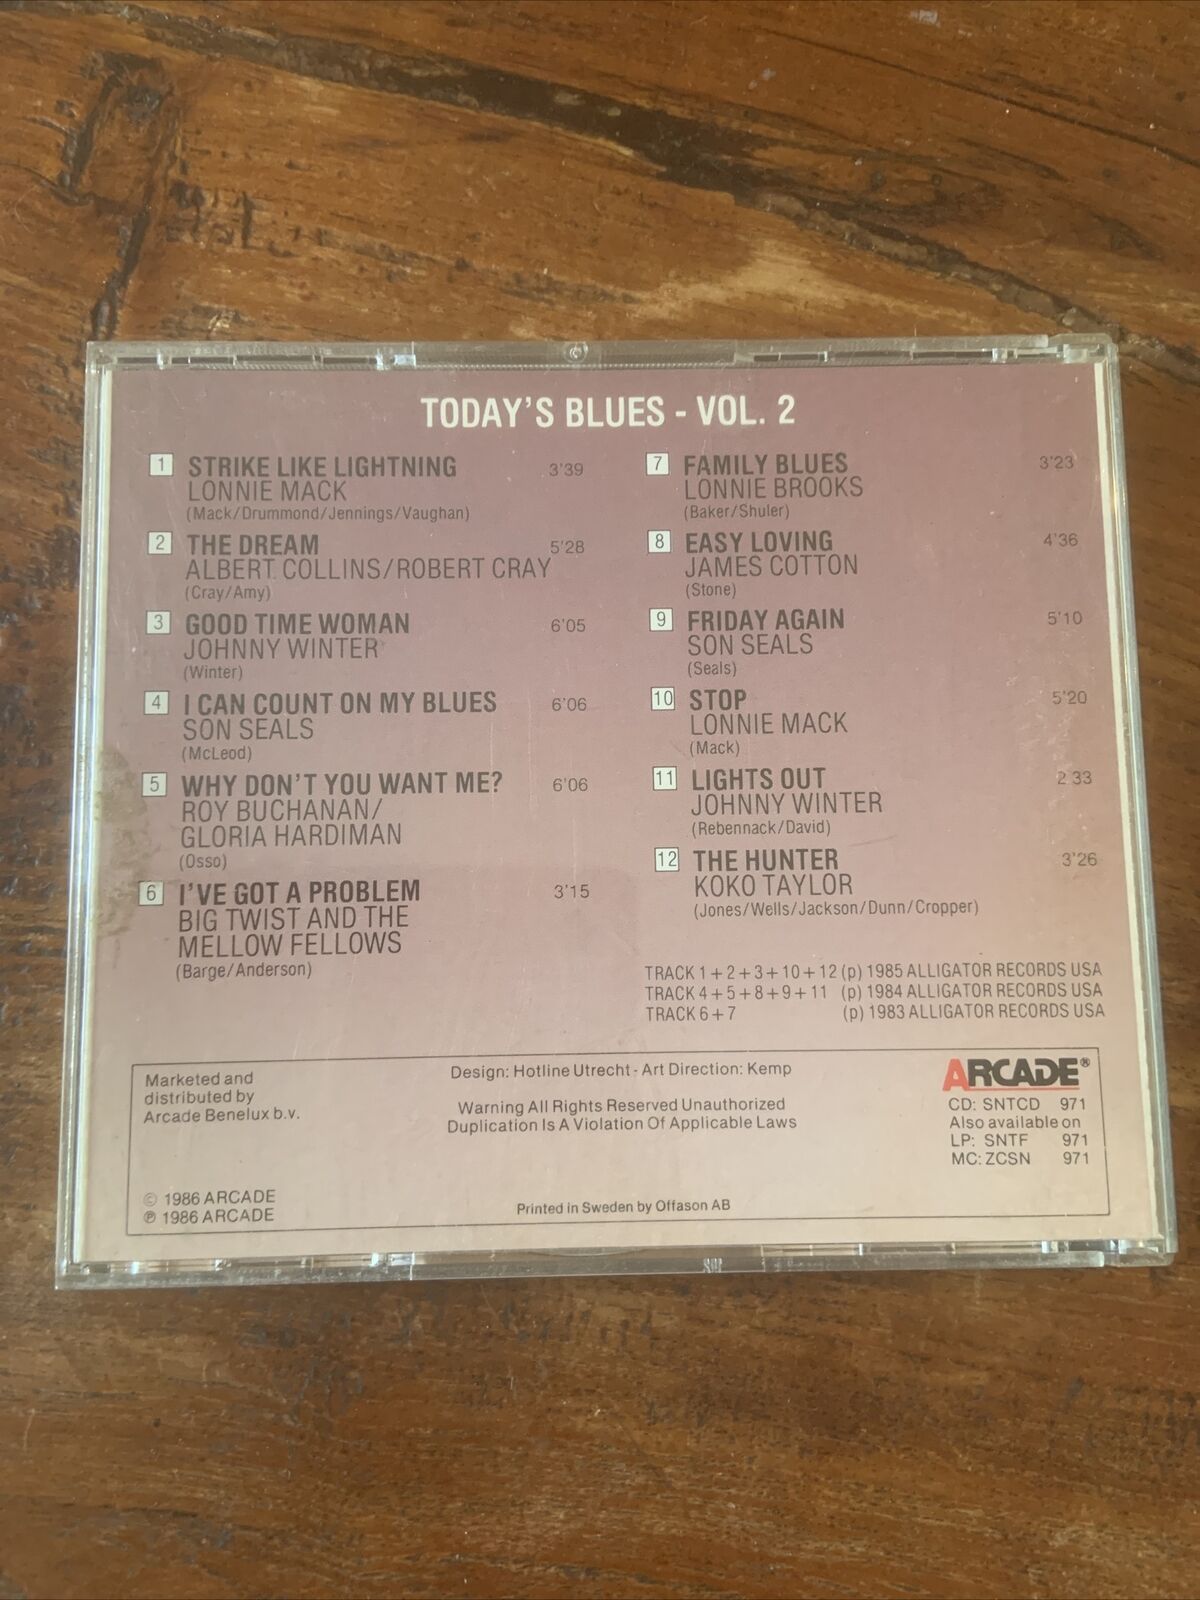 TODAY'S BLUES - VOL. 2
1 STRIKE LIKE LIGHTNING 3'39
LONNIE MACK
(Mack/Drummond/Jennings/Vaughan)
2 THE DREAM 5'28
ALBERT COLLINS/ROBERT CRAY
(Cray/Amy)
3 GOOD TIME WOMAN 6'05
JOHNNY WINTER
(Winter)
4 I CAN COUNT ON MY BLUES 6'06
SON SEALS
(McLeod)
5 WHY DON'T YOU WANT ME? 6'06
ROY BUCHANAN/
GLORIA HARDIMAN
(Osso)
6 I'VE GOT A PROBLEM 3'15
BIG TWIST AND THE
MELLOW FELLOWS
(Barge/Anderson)
7 FAMILY BLUES 3'23
LONNIE BROOKS
(Baker/Shuler)
8 EASY LOVING 4'36
JAMES COTTON
(Stone)
9 FRIDAY AGAIN 5'10
SON SEALS
(Seals)
10 STOP 5'20
LONNIE MACK
(Mack)
11 LIGHTS OUT 2 33
JOHNNY WINTER
(Rebennack/David)
12 THE HUNTER 3'26
KOKO TAYLOR
(Jones/Wells/Jackson/Dunn/Cropper)
TRACK 1+2+3+10+12 (p) 1985 ALLIGATOR RECORDS USA
TRACK 4+5+8+9+11 (p) 1984 ALLIGATOR RECORDS USA
TRACK 6+7 (p) 1983 ALLIGATOR RECORDS USA
Marketed and
distributed by
Arcade Benelux b.v.
© 1986 ARCADE
℗ 1986 ARCADE
Design: Hotline Utrecht - Art Direction: Kemp
Warning All Rights Reserved Unauthorized
Duplication Is A Violation Of Applicable Laws
Printed in Sweden by Offason AB
ARCADE®
CD: SNTCD 971
Also available on
LP: SNTF 971
MC: ZCSN 971